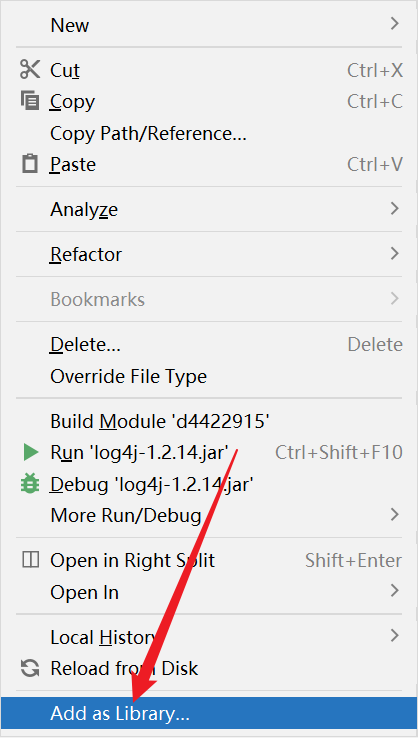 New
Cut Ctrl+X
Copy Ctrl+C
Copy Path/Reference...
Paste Ctrl+V
Analyze
Refactor
Bookmarks
Delete... Delete
Override File Type
Build Module 'd4422915'
Run 'log4j-1.2.14.jar' Ctrl+Shift+F10
Debug 'log4j-1.2.14.jar'
More Run/Debug
Open in Right Split Shift+Enter
Open In
Local History
Reload from Disk
Add as Library...